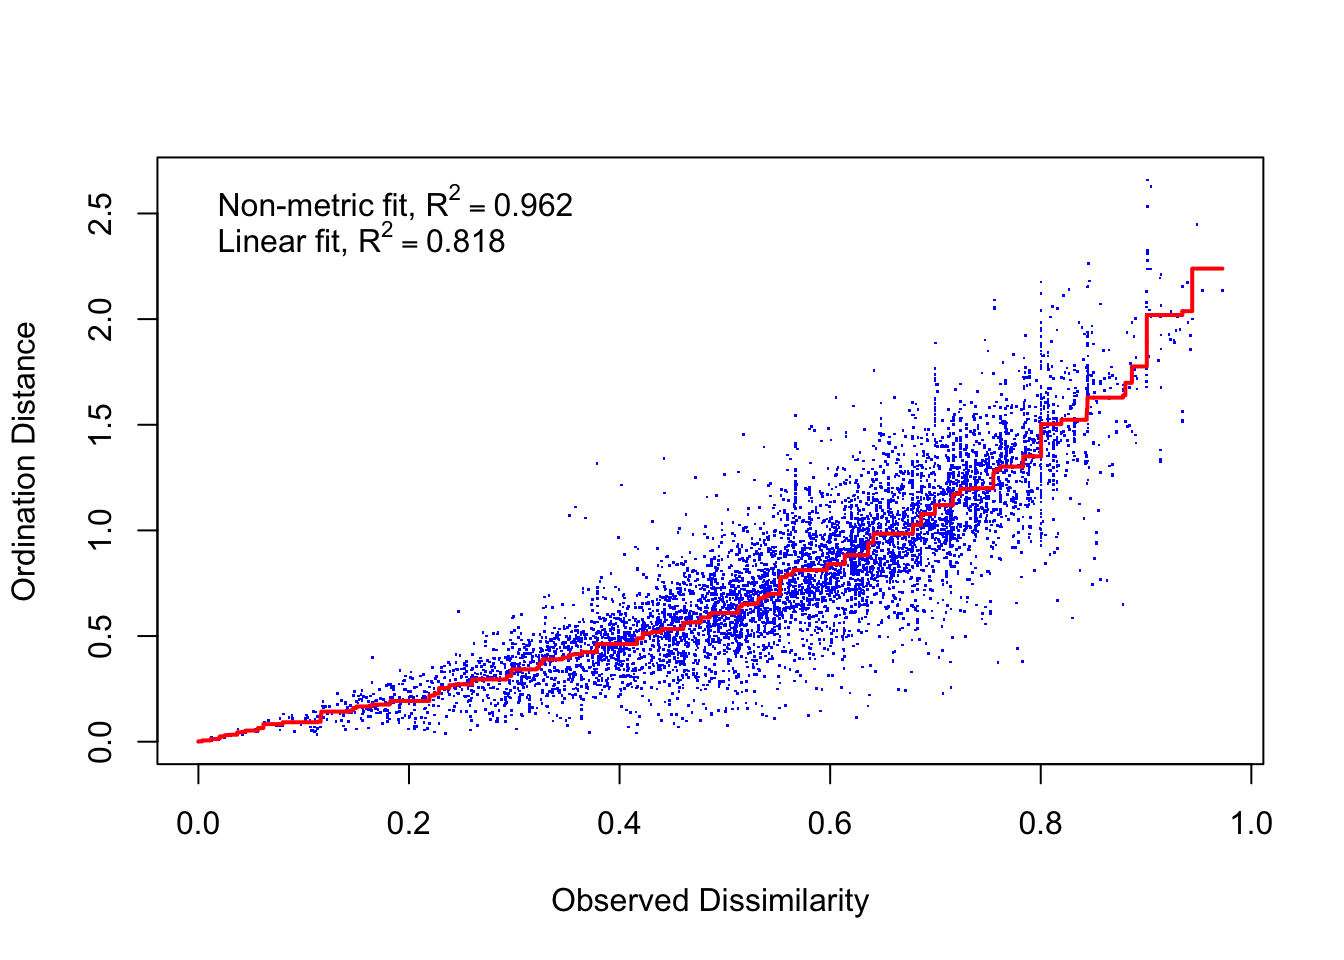 Non-metric fit, R² = 0.962
Linear fit, R² = 0.818
Ordination Distance
2.5
2.0
1.5
1.0
0.5
0.0
0.0 0.2 0.4 0.6 0.8 1.0
Observed Dissimilarity